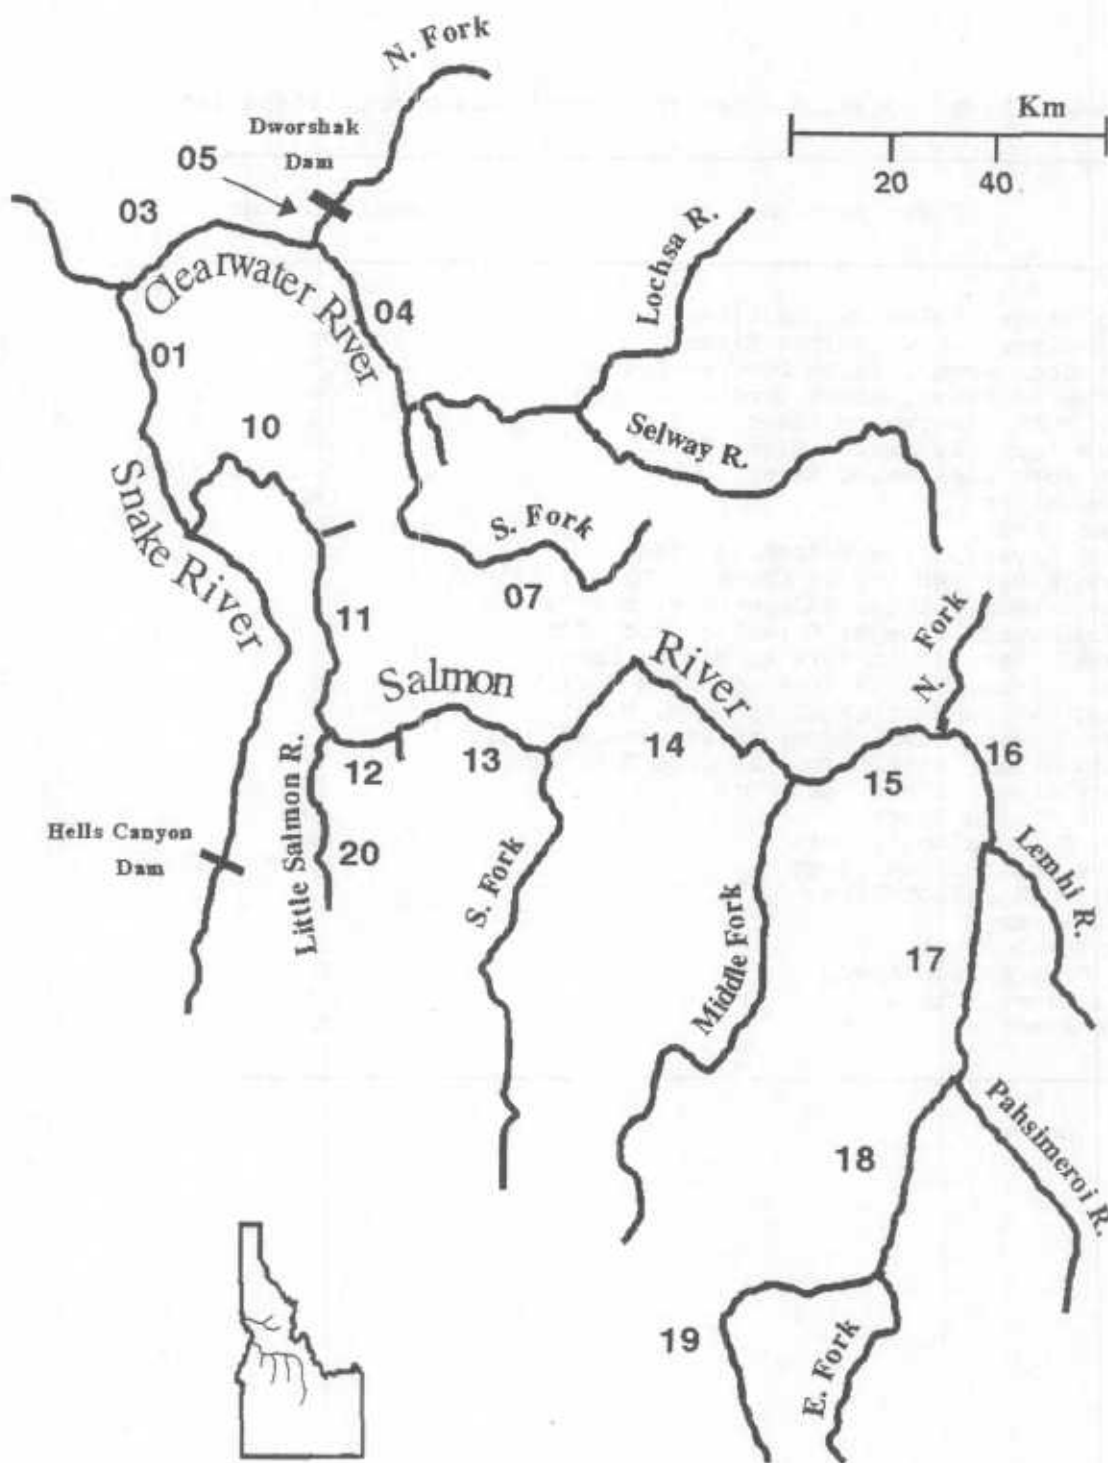 N. Fork
Km
Dworshak
Dam
05
20
40
03
Lochsa R.
Clearwater River
04
01
10
Selway R.
Snake River
S. Fork
07
11
N. Fork
Salmon River
14
16
12
13
15
Little Salmon R.
Hells Canyon
Dam
20
S. Fork
Lemhi R.
Middle Fork
17
Pahsimeroi R.
18
19
E. Fork